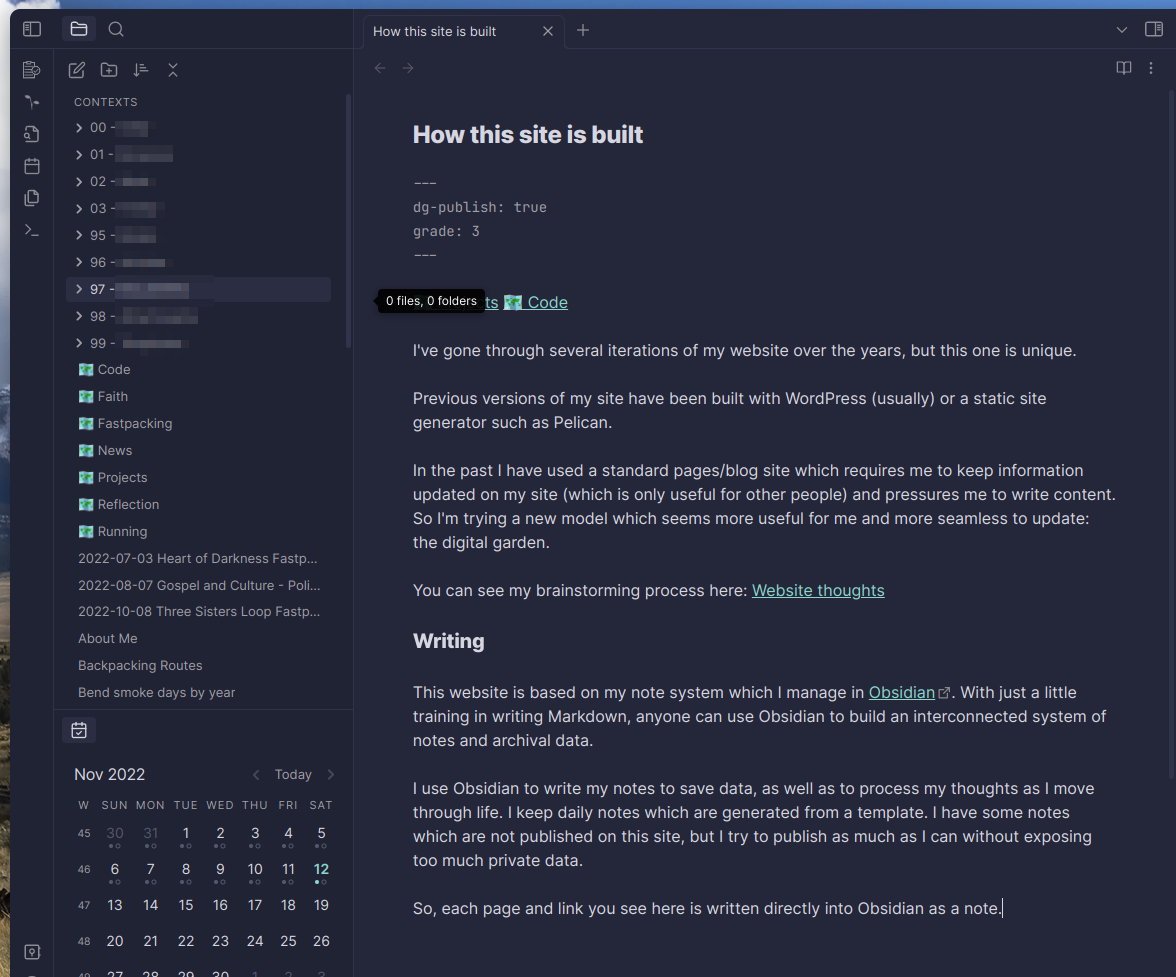 How this site is built
CONTEXTS
00 -
01 -
02 -
03 -
95 -
96 -
97 -
98 -
99 -
Code
Faith
Fastpacking
News
Projects
Reflection
Running
2022-07-03 Heart of Darkness Fastp...
2022-08-07 Gospel and Culture - Poli...
2022-10-08 Three Sisters Loop Fastp...
About Me
Backpacking Routes
Bend smoke days by year
Nov 2022
Today
W SUN MON TUE WED THU FRI SAT
45 30 31 1 2 3 4 5
46 6 7 8 9 10 11 12
47 13 14 15 16 17 18 19
48 20 21 22 23 24 25 26
49 27 28 29 30 1 2 3
How this site is built
---
dg-publish: true
grade: 3
---
0 files, 0 folders
ts Code
I've gone through several iterations of my website over the years, but this one is unique.
Previous versions of my site have been built with WordPress (usually) or a static site
generator such as Pelican.
In the past I have used a standard pages/blog site which requires me to keep information
updated on my site (which is only useful for other people) and pressures me to write content.
So I'm trying a new model which seems more useful for me and more seamless to update:
the digital garden.
You can see my brainstorming process here: Website thoughts
Writing
This website is based on my note system which I manage in Obsidian. With just a little
training in writing Markdown, anyone can use Obsidian to build an interconnected system of
notes and archival data.
I use Obsidian to write my notes to save data, as well as to process my thoughts as I move
through life. I keep daily notes which are generated from a template. I have some notes
which are not published on this site, but I try to publish as much as I can without exposing
too much private data.
So, each page and link you see here is written directly into Obsidian as a note.